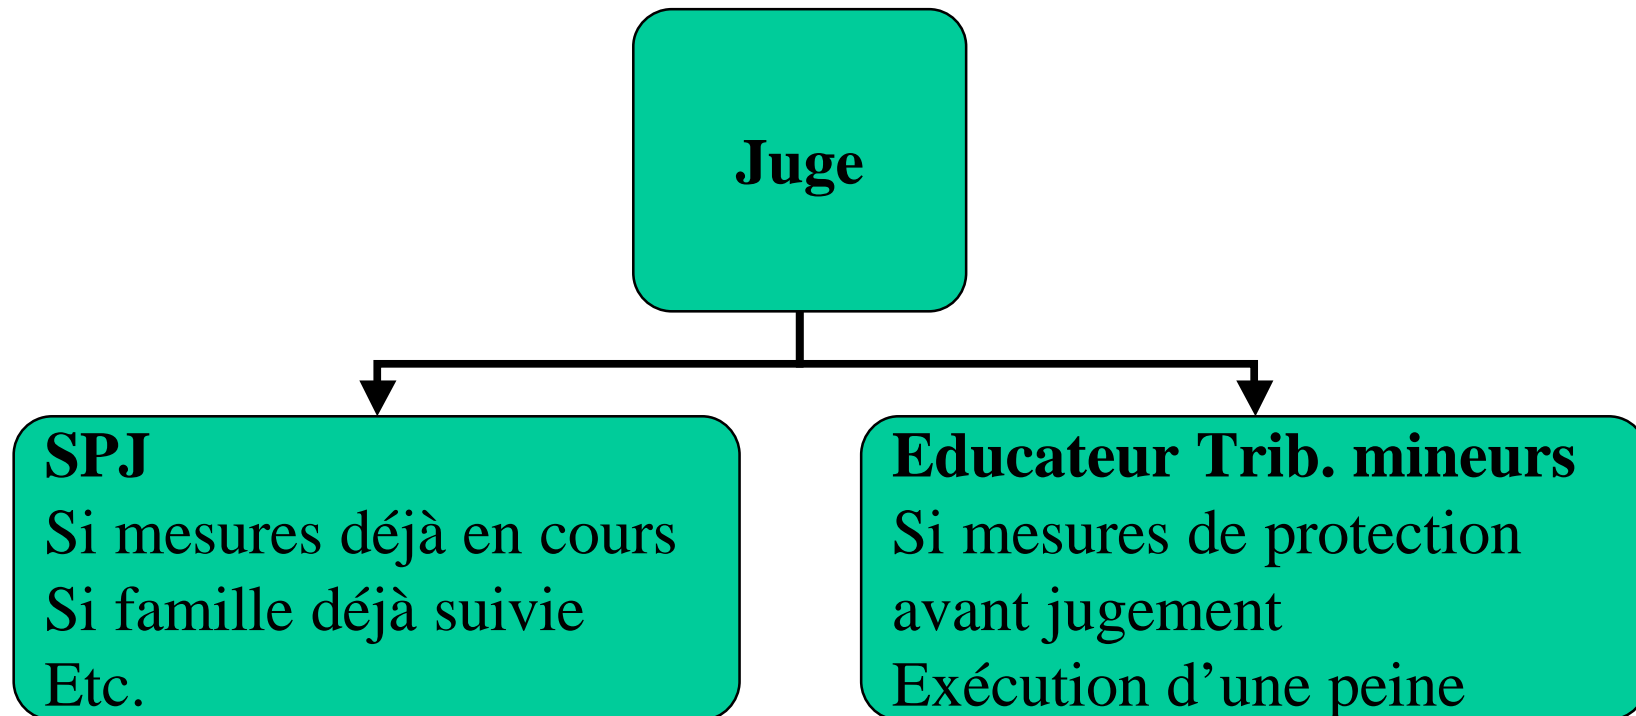 Juge
SPJ
Si mesures déjà en cours
Si famille déjà suivie
Etc.
Educateur Trib. mineurs
Si mesures de protection
avant jugement
Exécution d’une peine